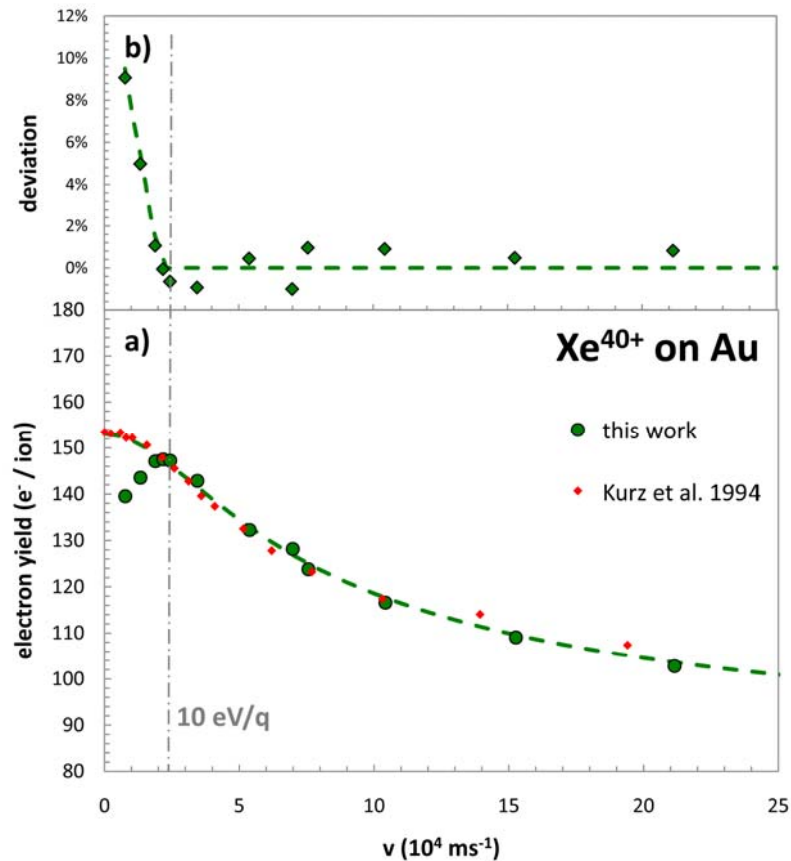 12%
b)
10%
8%
6%
4%
2%
0%
deviation
180
a)
Xe⁴⁰⁺ on Au
170
160
this work
150
Kurz et al. 1994
140
130
120
110
100
90
80
electron yield (e⁻ / ion)
10 eV/q
0 5 10 15 20 25
v (10⁴ ms⁻¹)